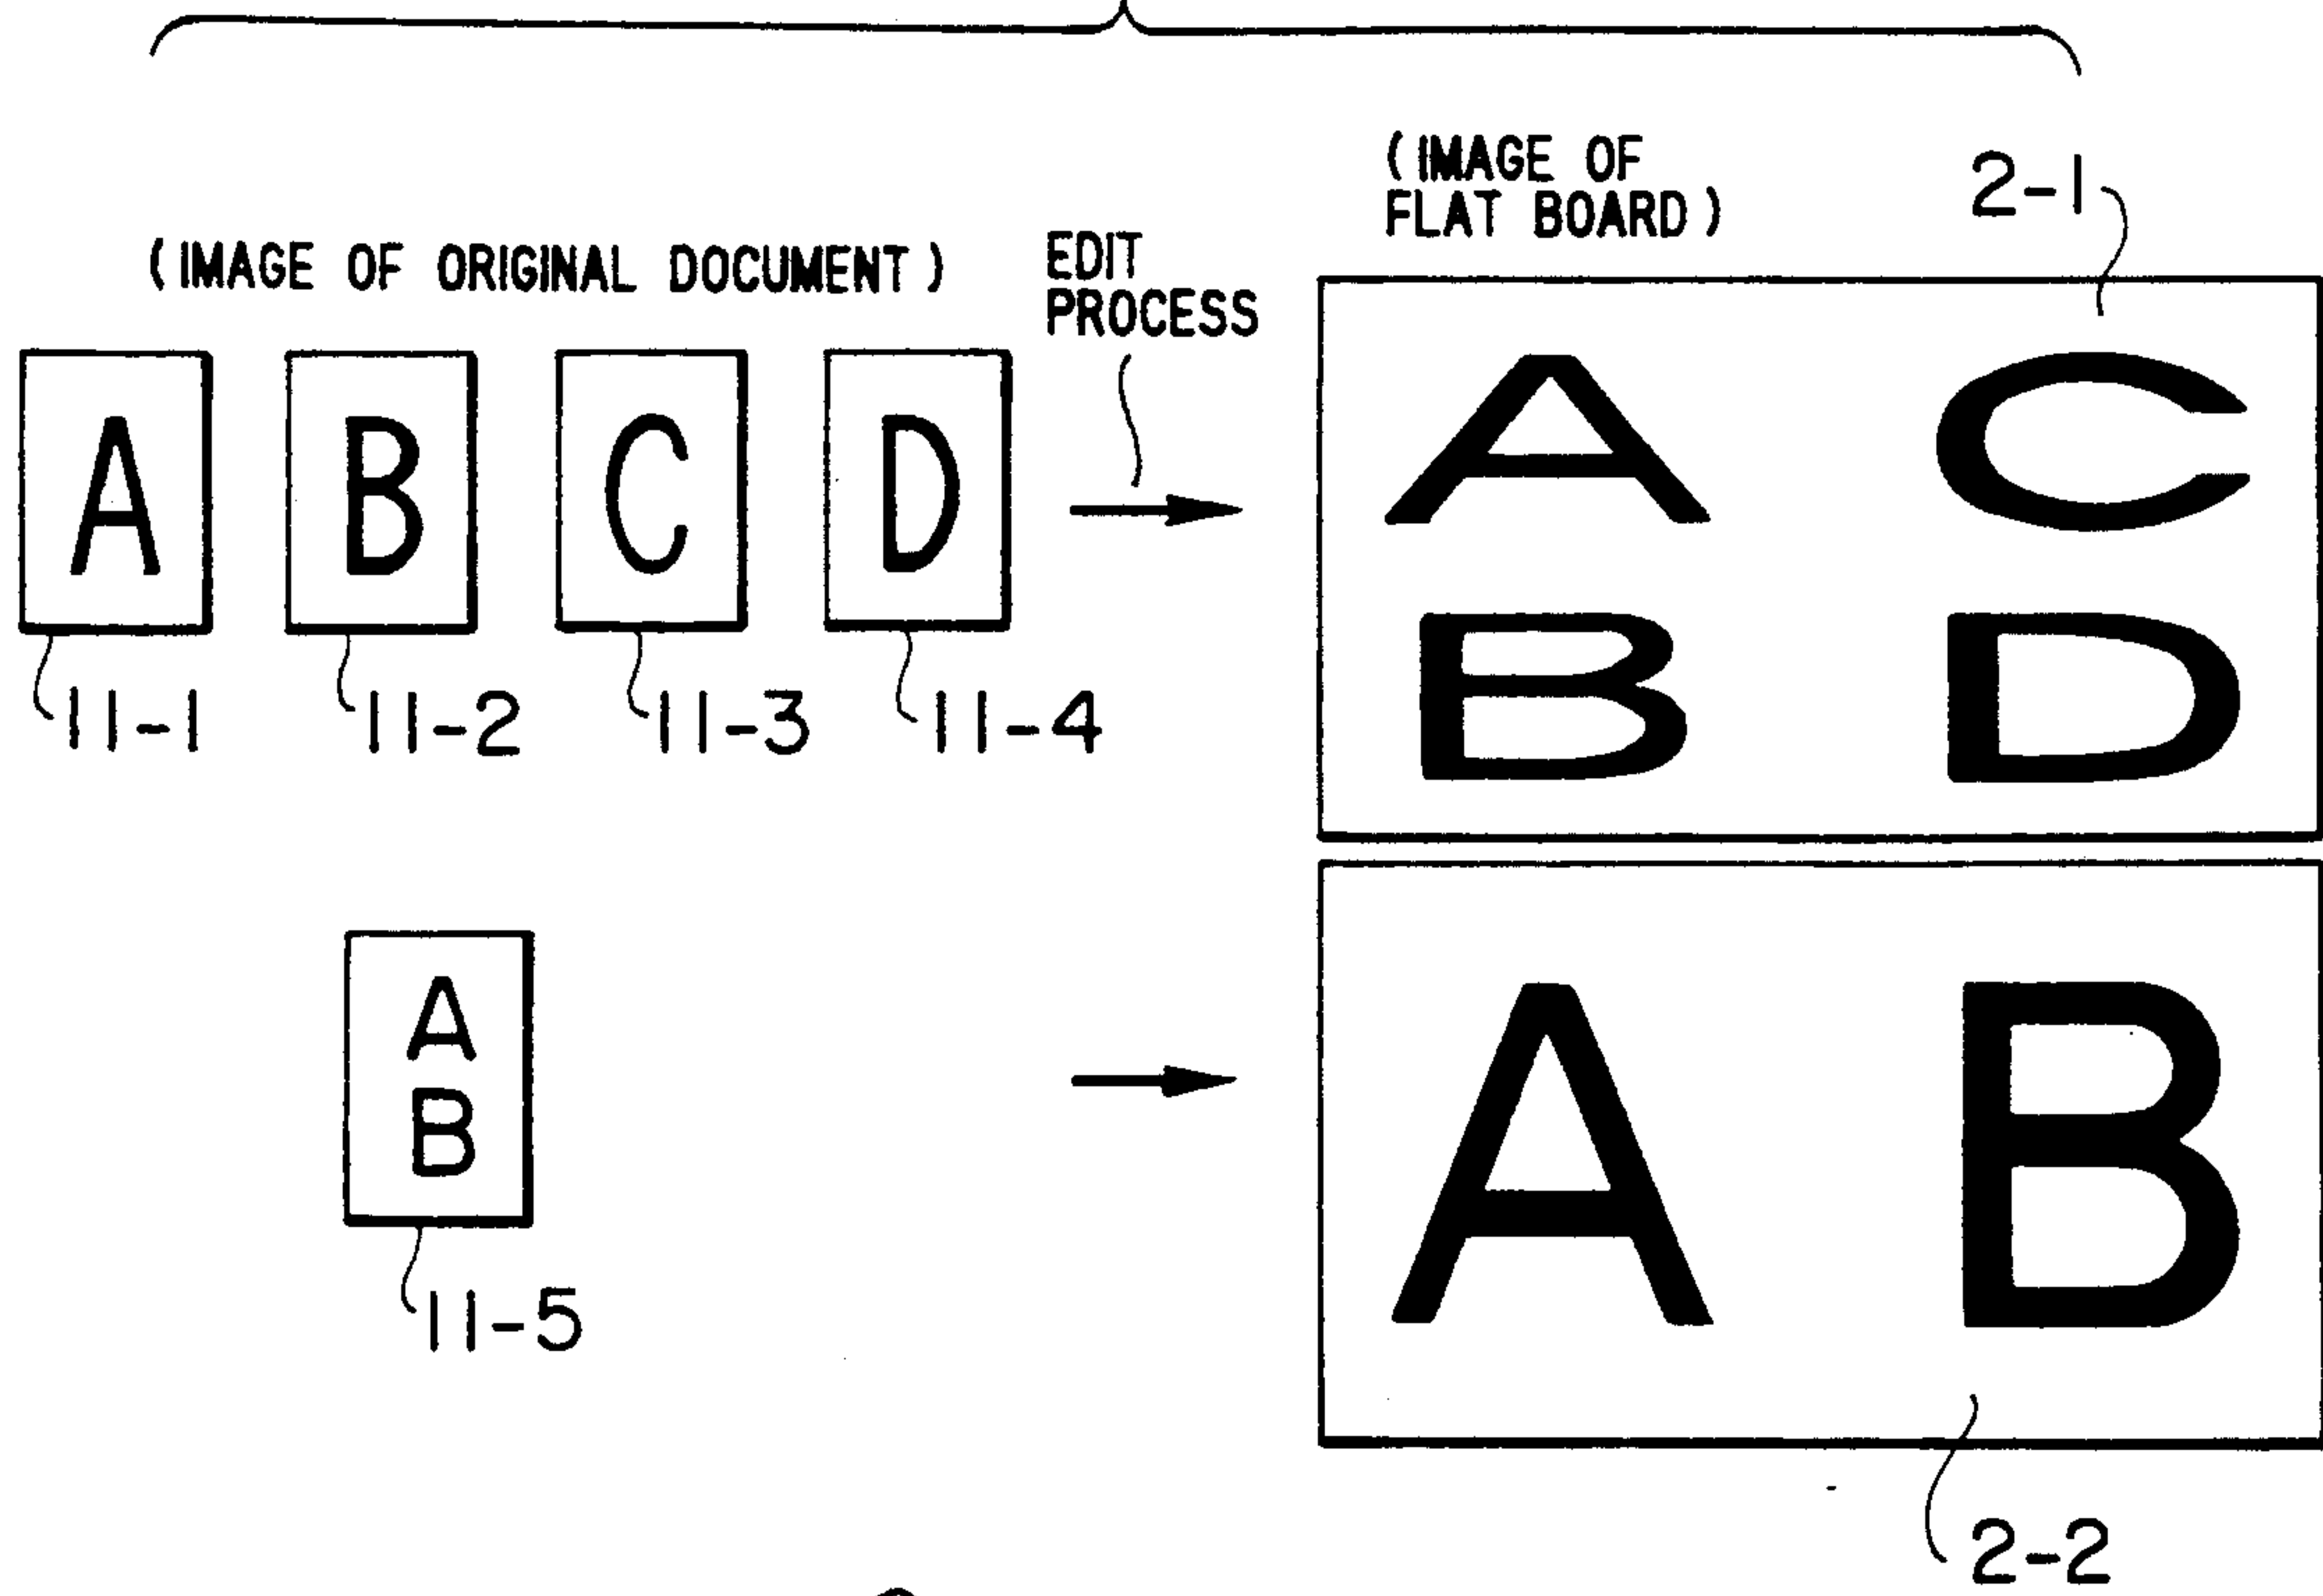 (IMAGE OF ORIGINAL DOCUMENT)
EDIT
PROCESS
(IMAGE OF
FLAT BOARD)
2-1
A
B
C
D
11-1
11-2
11-3
11-4
A C
B D
A
B
11-5
A B
2-2